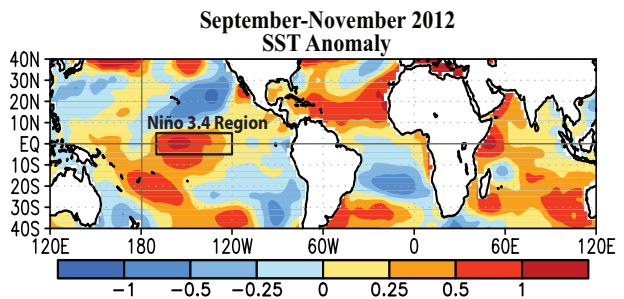 September-November 2012
SST Anomaly
40N
30N
20N
10N
EQ
10S
20S
30S
40S
Niño 3.4 Region
120E 180 120W 60W 0 60E 120E
−1 −0.5 −0.25 0 0.25 0.5 1